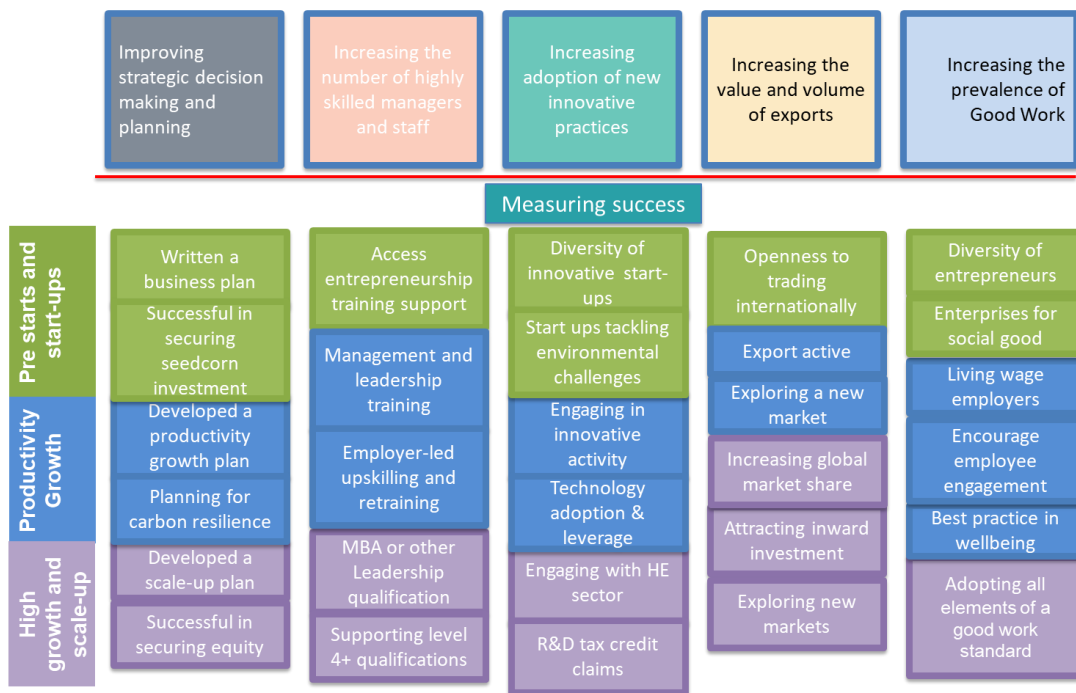 Improving
strategic decision
making and
planning
Increasing the
number of highly
skilled managers
and staff
Increasing
adoption of new
innovative
practices
Increasing the
value and volume
of exports
Increasing the
prevalence of
Good Work
Measuring success
Pre starts and
start-ups
Written a
business plan
Successful in
securing
seedcorn
investment
Access
entrepreneurship
training support
Diversity of
innovative start-
ups
Start ups tackling
environmental
challenges
Openness to
trading
internationally
Diversity of
entrepreneurs
Enterprises for
social good
Productivity
Growth
Developed a
productivity
growth plan
Planning for
carbon resilience
Management and
leadership
training
Employer-led
upskilling and
retraining
Engaging in
innovative
activity
Technology
adoption &
leverage
Export active
Exploring a new
market
Living wage
employers
Encourage
employee
engagement
Best practice in
wellbeing
High
growth and
scale-up
Developed a
scale-up plan
Successful in
securing equity
MBA or other
Leadership
qualification
Supporting level
4+ qualifications
Engaging with HE
sector
R&D tax credit
claims
Increasing global
market share
Attracting inward
investment
Exploring new
markets
Adopting all
elements of a
good work
standard